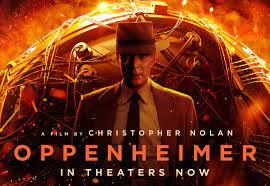 A FILM BY CHRISTOPHER NOLAN
OPPENHEIMER
IN THEATERS NOW